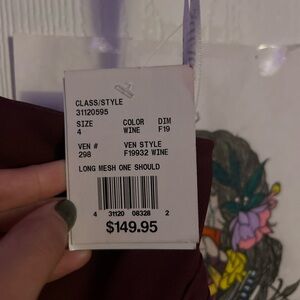 CLASS/STYLE
31120595
SIZE COLOR DIM
4 WINE F19
VEN # VEN STYLE
298 F19932 WINE
LONG MESH ONE SHOULD
4 31120 08328 2
$149.95